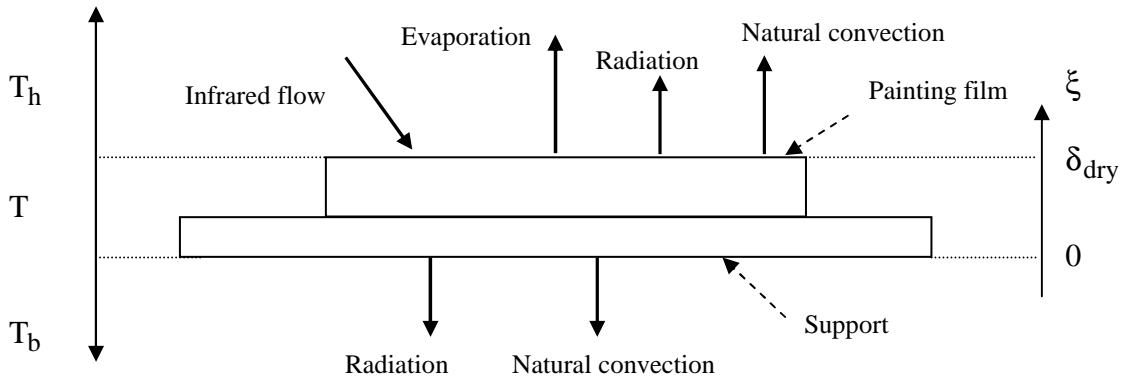 Evaporation
Natural convection
Radiation
T_h
Infrared flow
Painting film
ξ
δ_dry
T
0
T_b
Support
Radiation
Natural convection